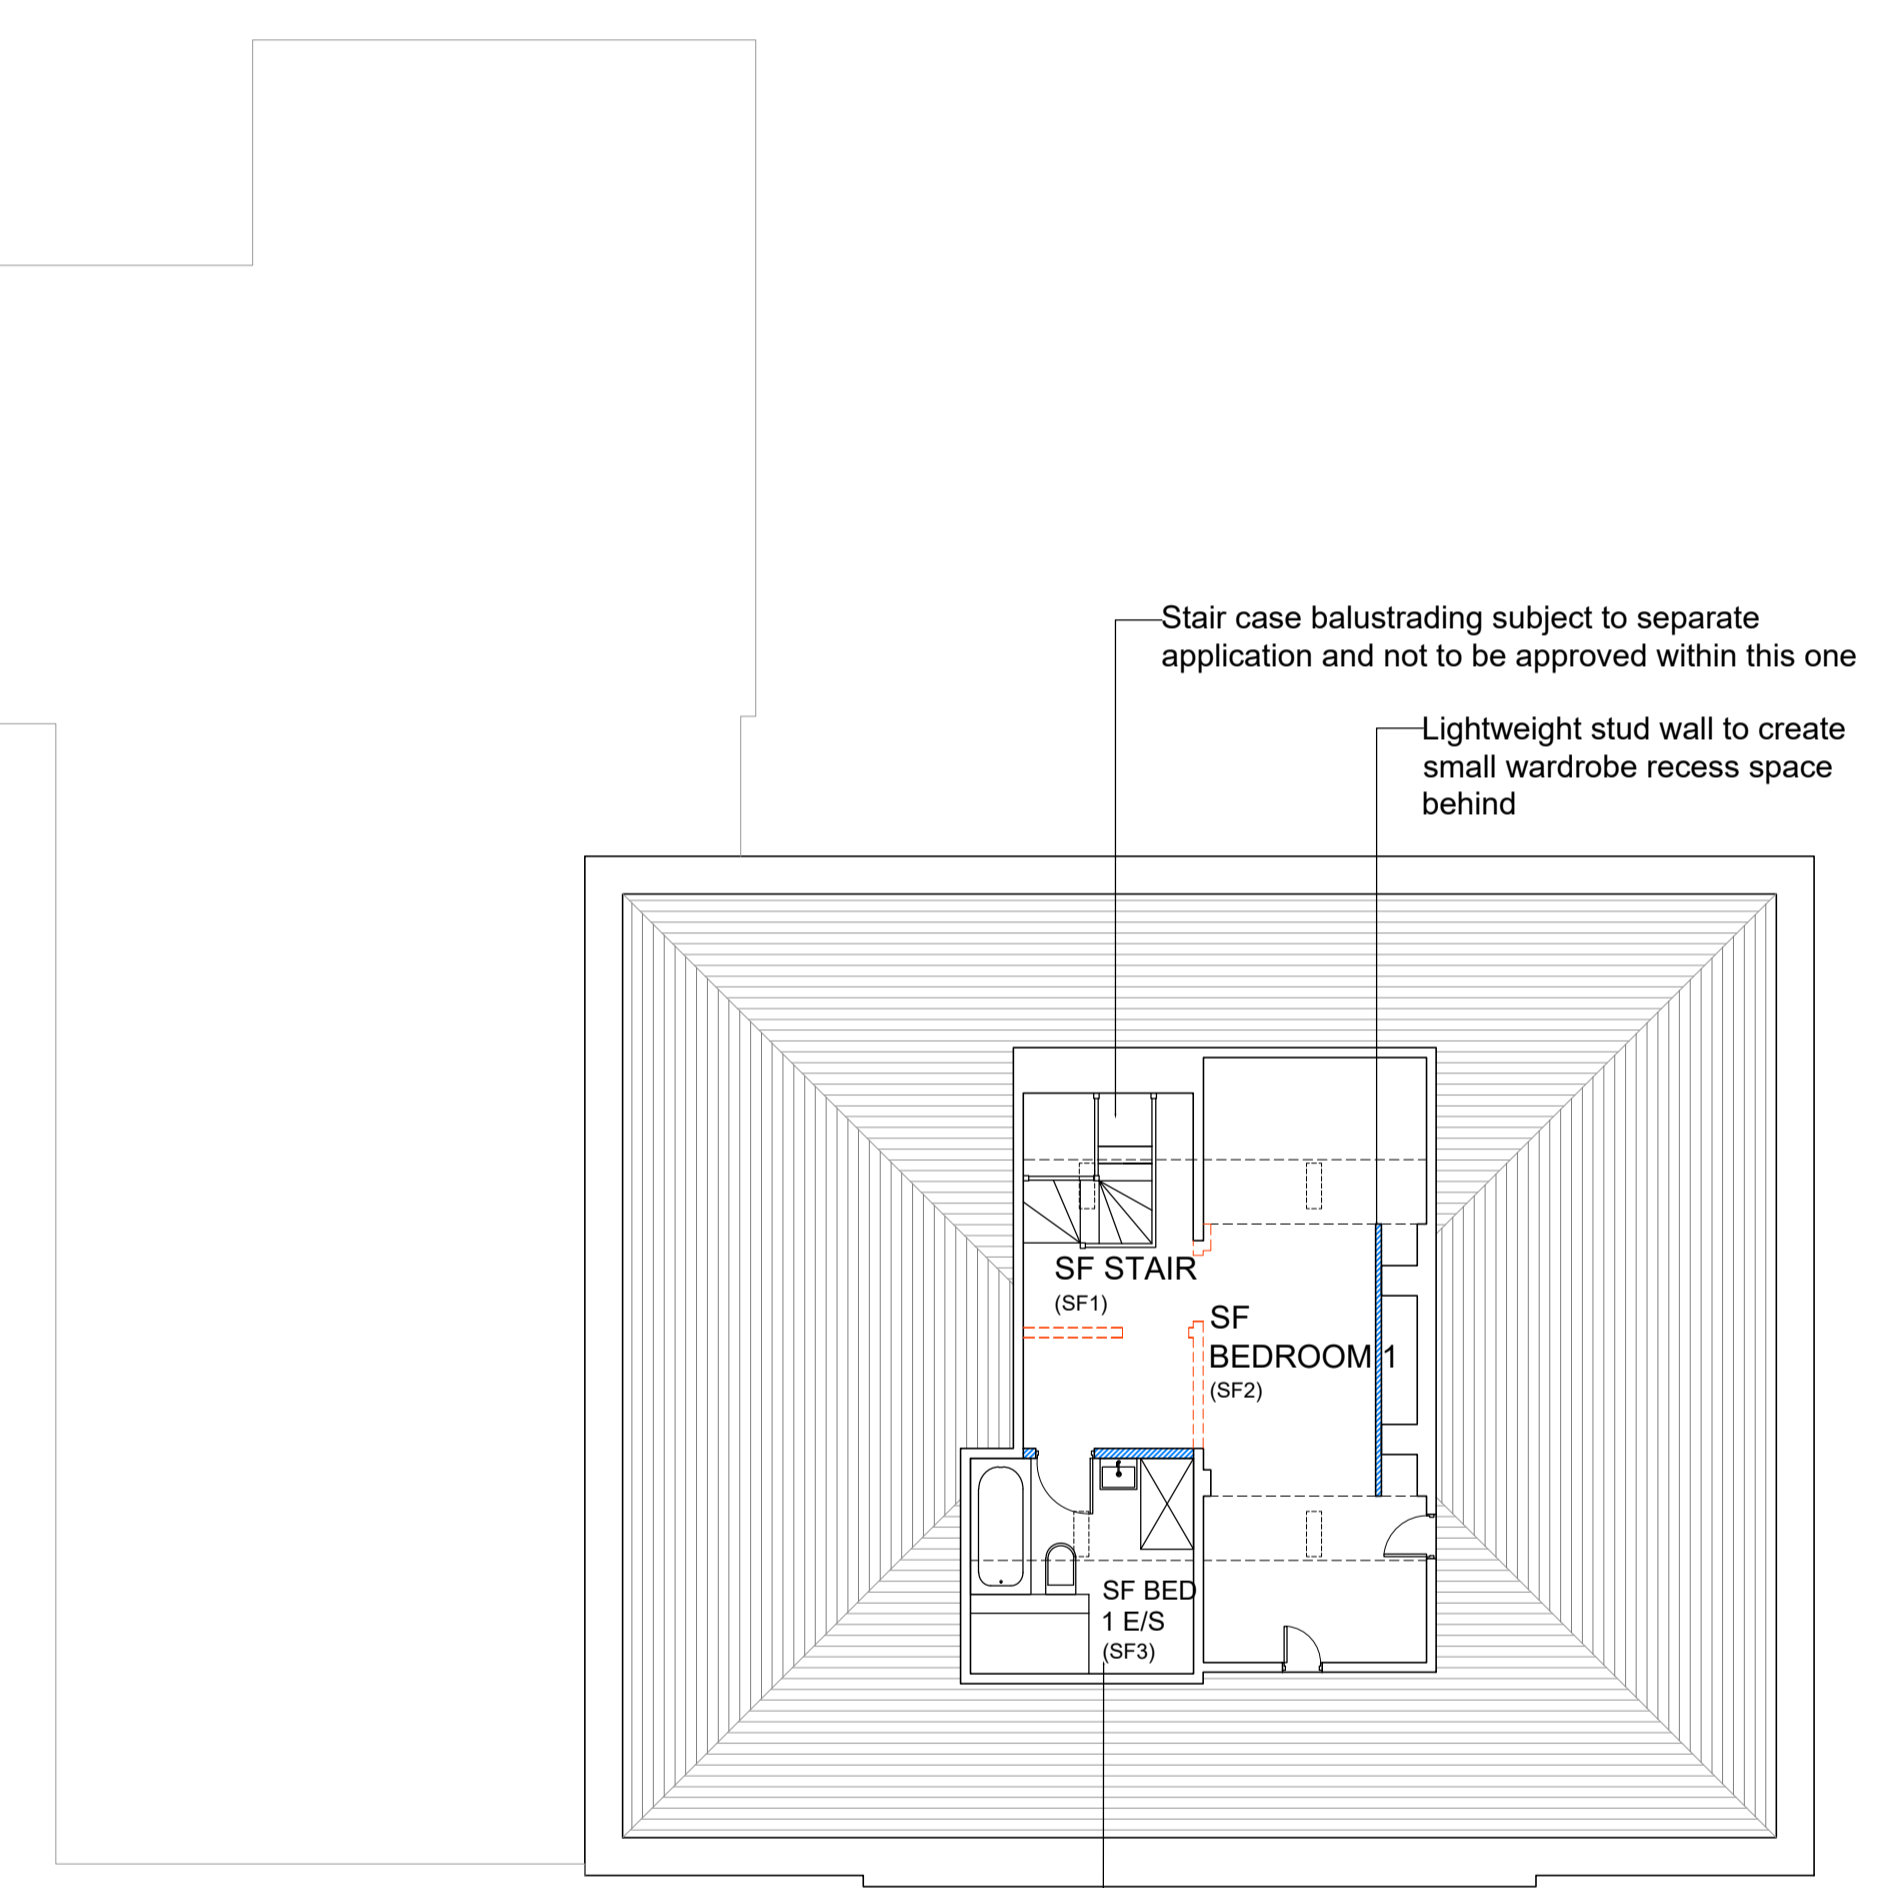 Stair case balustrading subject to separate
application and not to be approved within this one
Lightweight stud wall to create
small wardrobe recess space
behind
SF STAIR
(SF1)
SF
BEDROOM 1
(SF2)
SF BED
1 E/S
(SF3)